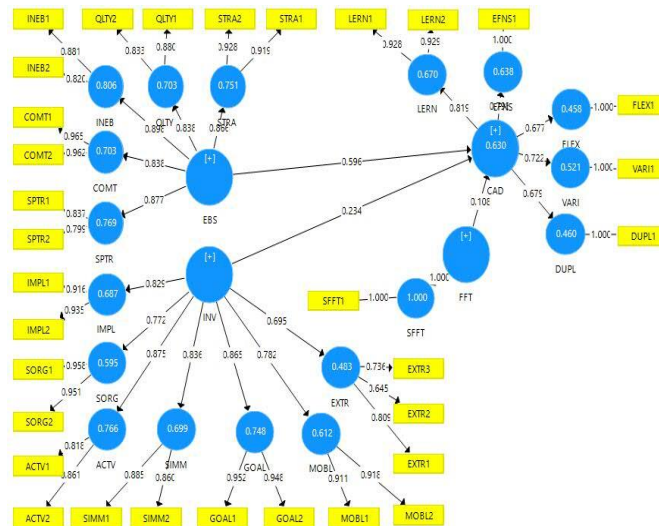 INEB1 QLTY2 QLTY1 STRA2 STRA1 LERN1 LERN2 EFNS1
0.881 0.833 0.880 0.928 0.919 0.928 0.929 1.000
INEB2 0.820 0.806 0.703 0.751 0.670 0.638
INEB QLTY STRA LERN EFNS
COMT1 0.965 0.898 0.838 0.866 0.819 0.458 1.000 FLEX1
0.677 FLEX
COMT2 0.962 0.703 0.838 [+] [+] 0.630
COMT 0.596 0.722 0.521 1.000 VARI1
SPTR1 0.837 0.877 EBS CAD VARI
0.769 0.234 0.679
SPTR2 0.799 0.108 0.460 1.000 DUPL1
SPTR [+] [+] DUPL
IMPL1 0.916 0.829 FFT
0.687 1.000
IMPL2 0.935 IMPL INV SFFT1 1.000 1.000
SFFT
0.772 0.875 0.836 0.865 0.782 0.695
SORG1 0.958 0.595 0.483 0.736 EXTR3
SORG 0.951 EXTR 0.645 EXTR2
SORG2 0.809
0.766 0.699 0.748 0.612
ACTV1 0.818 ACTV SIMM GOAL MOBL EXTR1
0.861 0.885 0.860 0.952 0.948 0.911 0.918
ACTV2 SIMM1 SIMM2 GOAL1 GOAL2 MOBL1 MOBL2